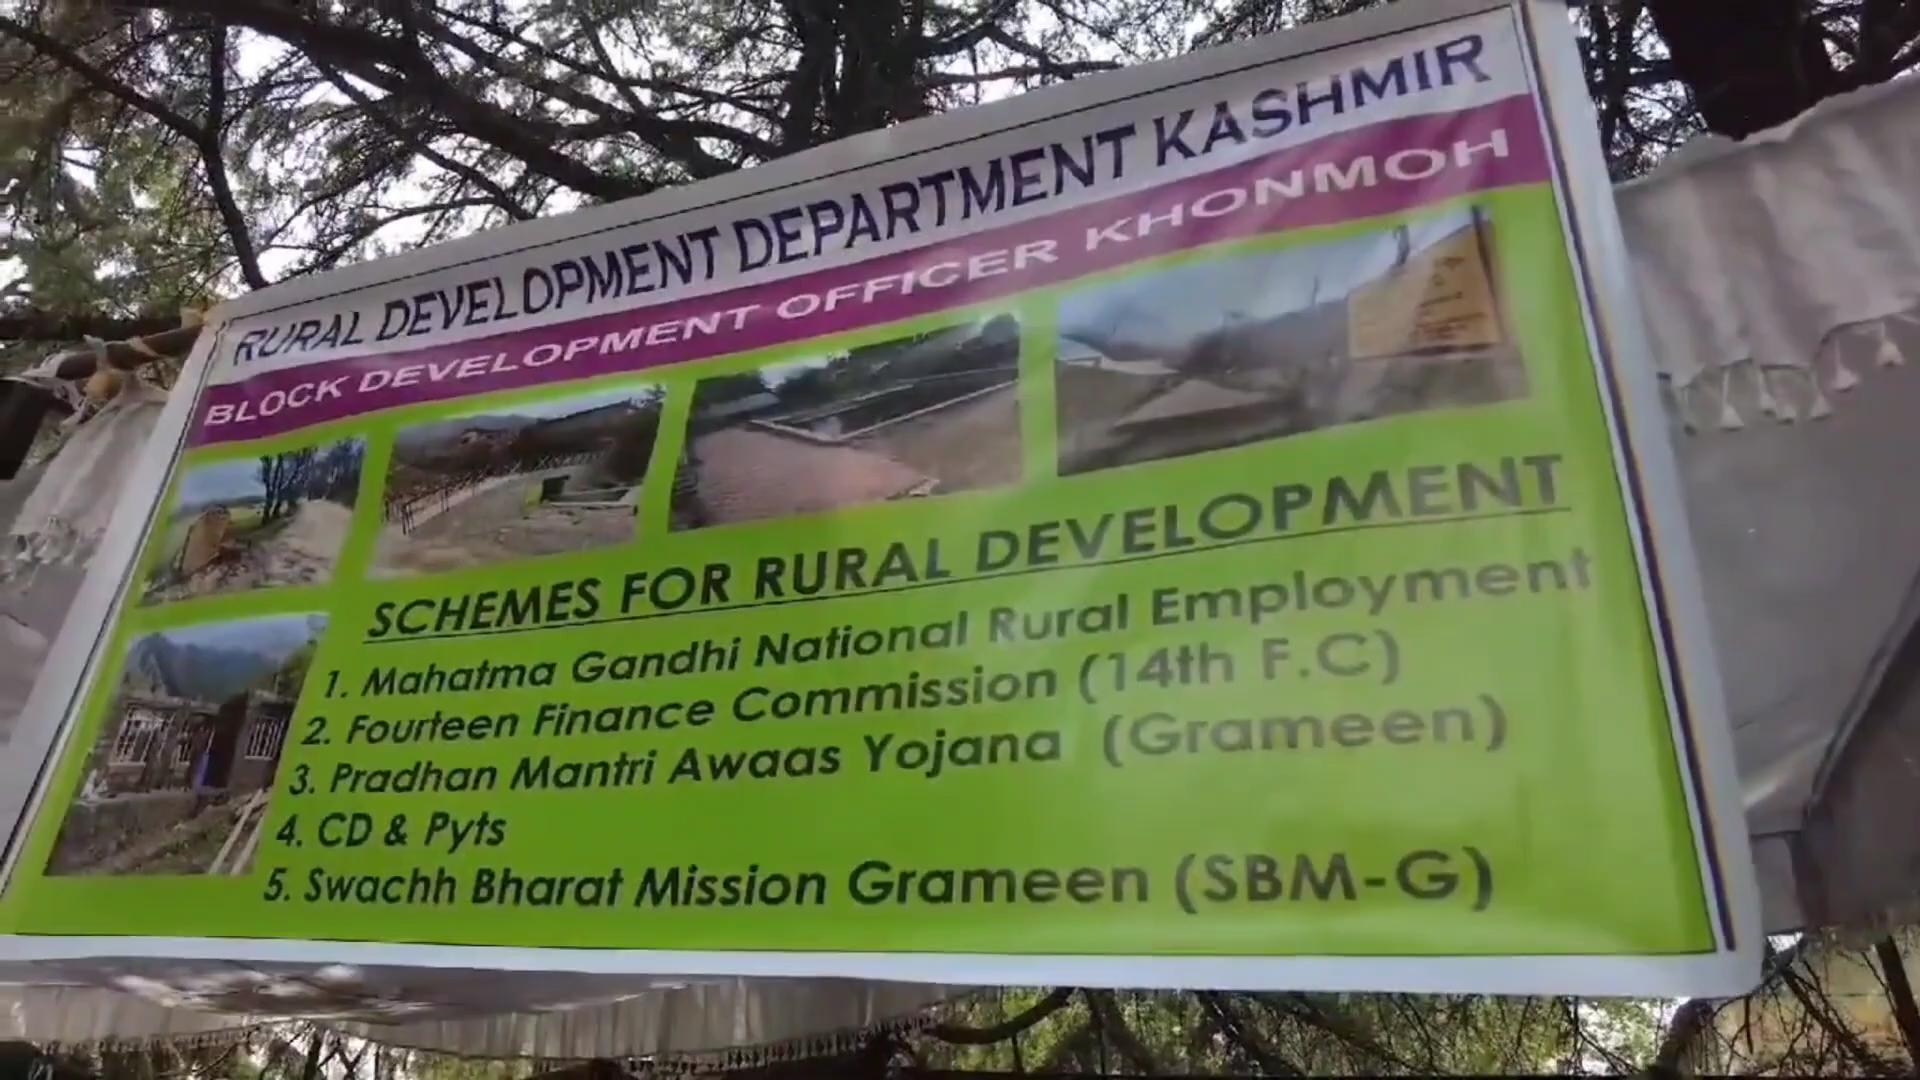 RURAL DEVELOPMENT DEPARTMENT KASHMIR
BLOCK DEVELOPMENT OFFICER KHONMOH
SCHEMES FOR RURAL DEVELOPMENT
1. Mahatma Gandhi National Rural Employment
2. Fourteen Finance Commission (14th F.C)
3. Pradhan Mantri Awaas Yojana (Grameen)
4. CD & Pyts
5. Swachh Bharat Mission Grameen (SBM-G)